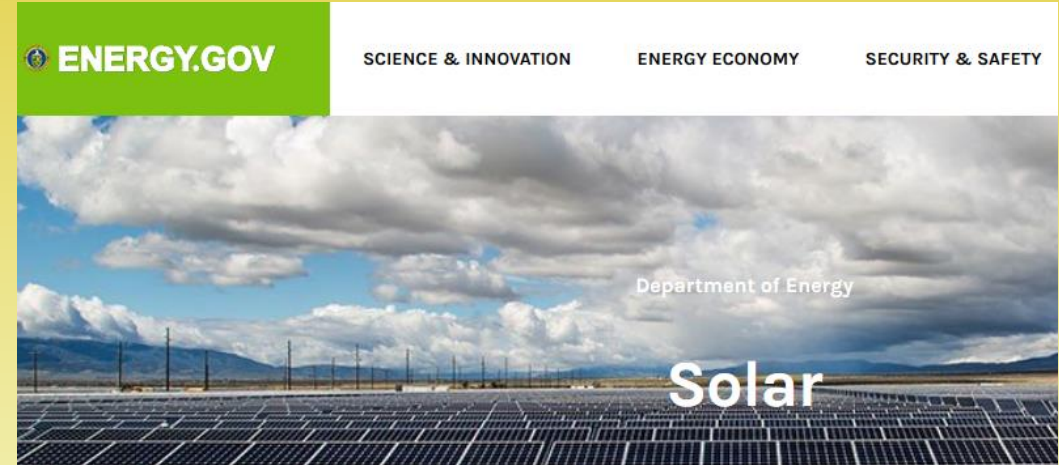 ENERGY.GOV
SCIENCE & INNOVATION
ENERGY ECONOMY
SECURITY & SAFETY
Department of Energy
Solar